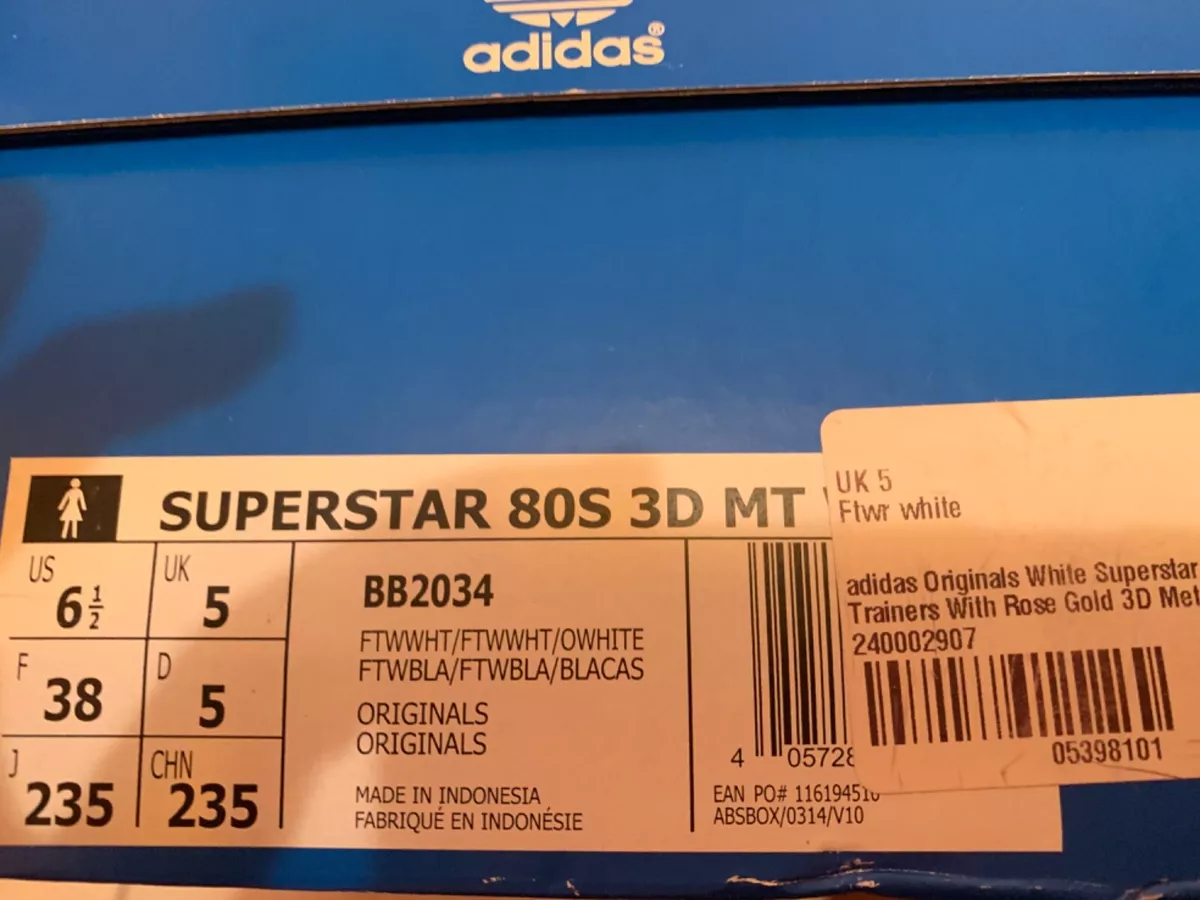 adidas®
SUPERSTAR 80S 3D MT
US
6 1/2
UK
5
F
38
D
5
J
235
CHN
235
BB2034
FTWWHT/FTWWHT/OWHITE
FTWBLA/FTWBLA/BLACAS
ORIGINALS
ORIGINALS
MADE IN INDONESIA
FABRIQUÉ EN INDONÉSIE
4 05728
EAN PO# 116194510
ABSBOX/0314/V10
UK 5
Ftwr white
adidas Originals White Superstar
Trainers With Rose Gold 3D Met
240002907
05398101